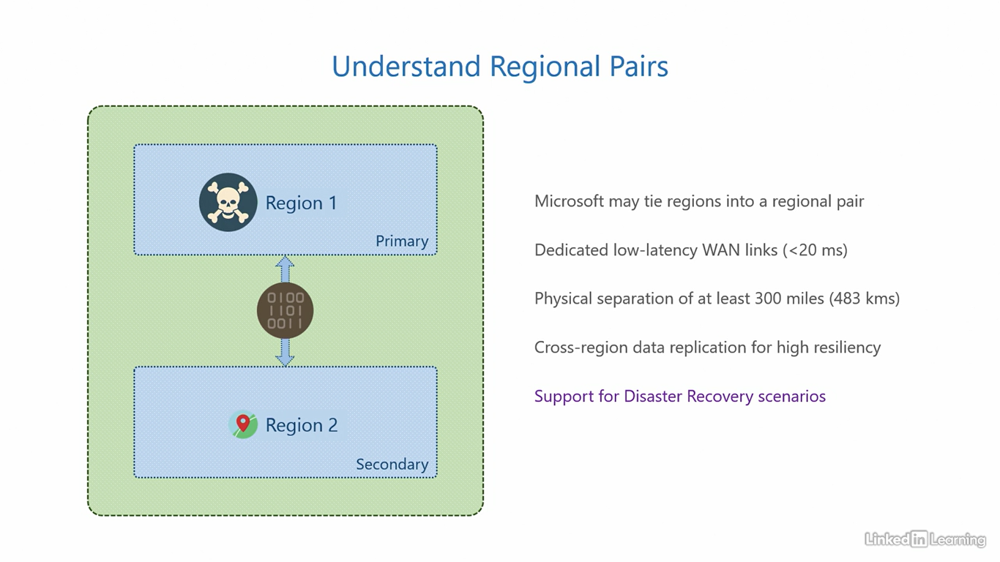 Understand Regional Pairs
Region 1
Primary
0100
1101
0011
Region 2
Secondary
Microsoft may tie regions into a regional pair
Dedicated low-latency WAN links (<20 ms)
Physical separation of at least 300 miles (483 kms)
Cross-region data replication for high resiliency
Support for Disaster Recovery scenarios
Linked in Learning